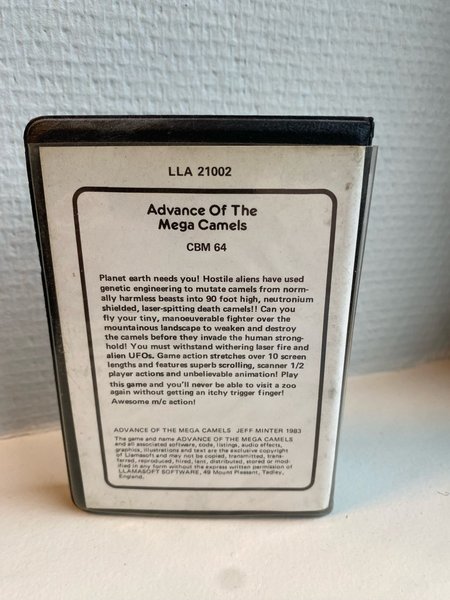 LLA 21002
Advance Of The
Mega Camels
CBM 64
Planet earth needs you! Hostile aliens have used
genetic engineering to mutate camels from norm-
ally harmless beasts into 90 foot high, neutronium
shielded, laser-spitting death camels!! Can you
fly your tiny, manoeuverable fighter over the
mountainous landscape to weaken and destroy
the camels before they invade the human strong-
hold! You must withstand withering laser fire and
alien UFOs. Game action stretches over 10 screen
lengths and features superb scrolling, scanner 1/2
player actions and unbelievable animation! Play
this game and you'll never be able to visit a zoo
again without getting an itchy trigger finger!
Awesome m/c action!
ADVANCE OF THE MEGA CAMELS JEFF MINTER 1983
The game and name ADVANCE OF THE MEGA CAMELS
and all associated software, code, listings, audio effects,
graphics, illustrations and text are the exclusive copyright
of Llamasoft and may not be copied, transmitted, trans-
ferred, reproduced, hired, lent, distributed, stored or mod-
ified in any form without the express written permission of
LLAMASOFT SOFTWARE, 49 Mount Pleasant, Tadley,
England.